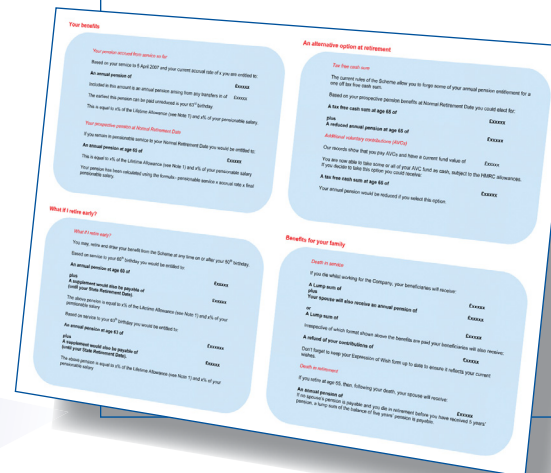 Your benefits
Your pension accrued from service so far
Based on your service to 5 April 2007 and your current accrual rate of x you are entitled to:
An annual pension of £xxxxx
included in this amount is an annual pension arising from any transfers in of £xxxxx
The earliest this pension can be paid unreduced is your 63rd birthday.
This is equal to x% of the Lifetime Allowance (see Note 1) and x% of your pensionable salary.
Your prospective pension at Normal Retirement Date
If you remain in pensionable service to your Normal Retirement Date you would be entitled to:
An annual pension at age 65 of £xxxxx
This is equal to x% of the Lifetime Allowance (see Note 1) and x% of your pensionable salary
Your pension has been calculated using the formula - pensionable service x accrual rate x final
pensionable salary
What if I retire early?
What if I retire early?
You may, retire and draw your benefit from the Scheme at any time on or after your 50th birthday.
Based on service to your 60th birthday you would be entitled to:
An annual pension at age 60 of £xxxxx
plus
A supplement would also be payable of £xxxxx
(until your State Retirement Date).
The above pension is equal to x% of the Lifetime Allowance (see Note 1) and x% of your
pensionable salary
Based on service to your 63rd birthday you would be entitled to:
An annual pension at age 63 of £xxxxx
plus
A supplement would also be payable of £xxxxx
(until your State Retirement Date).
The above pension is equal to x% of the Lifetime Allowance (see Note 1) and x% of your
pensionable salary
An alternative option at retirement
Tax free cash sum
The current rules of the Scheme allow you to forgo some of your annual pension entitlement for a
one off tax free cash sum.
Based on your prospective pension benefits at Normal Retirement Date you could elect for:
A tax free cash sum at age 65 of £xxxxx
plus
A reduced annual pension at age 65 of £xxxxx
Additional voluntary contributions (AVCs)
Our records show that you pay AVCs and have a current fund value of £xxxxx
You are now able to take some or all of your AVC fund as cash, subject to the HMRC allowances.
If you decide to take this option you could receive:
A tax free cash sum at age 65 of £xxxxx
Your annual pension would be reduced if you select this option.
Benefits for your family
Death in service
If you die whilst working for the Company, your beneficiaries will receive:
A Lump sum of £xxxxx
plus
Your spouse will also receive an annual pension of £xxxxx
or
A Lump sum of £xxxxx
Irrespective of which format shown above the benefits are paid your beneficiaries will also receive:
A refund of your contributions of £xxxxx
Don't forget to keep your Expression of Wish form up to date to ensure it reflects your current
wishes.
Death in retirement
If you retire at age 65, then, following your death, your spouse will receive:
An annual pension of £xxxxx
If no spouse's pension is payable and you die in retirement before you have received 5 years'
pension, a lump sum of the balance of five years' pension is payable.